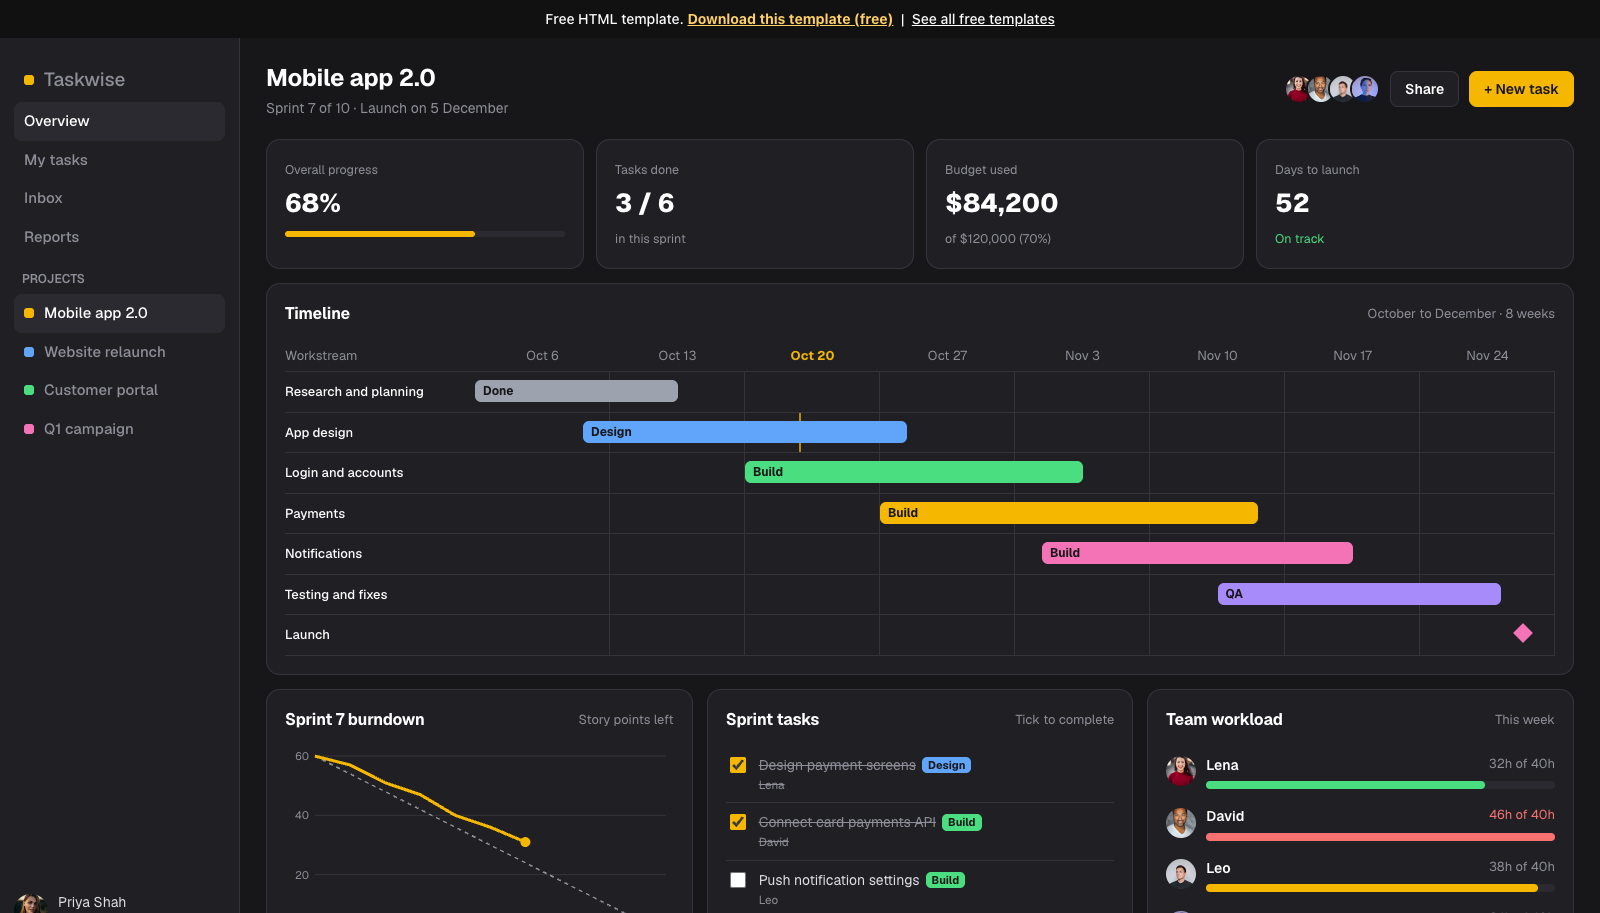 Free HTML template. Download this template (free) | See all free templates
Taskwise
Overview
My tasks
Inbox
Reports
PROJECTS
Mobile app 2.0
Website relaunch
Customer portal
Q1 campaign
Priya Shah
Mobile app 2.0
Sprint 7 of 10 · Launch on 5 December
Share
+ New task
Overall progress
68%
Tasks done
3 / 6
in this sprint
Budget used
$84,200
of $120,000 (70%)
Days to launch
52
On track
Timeline
October to December · 8 weeks
Workstream Oct 6 Oct 13 Oct 20 Oct 27 Nov 3 Nov 10 Nov 17 Nov 24
Research and planning Done
App design Design
Login and accounts Build
Payments Build
Notifications Build
Testing and fixes QA
Launch
Sprint 7 burndown
Story points left
60
40
20
Sprint tasks
Tick to complete
Design payment screens Design
Lena
Connect card payments API Build
David
Push notification settings Build
Leo
Team workload
This week
Lena 32h of 40h
David 46h of 40h
Leo 38h of 40h